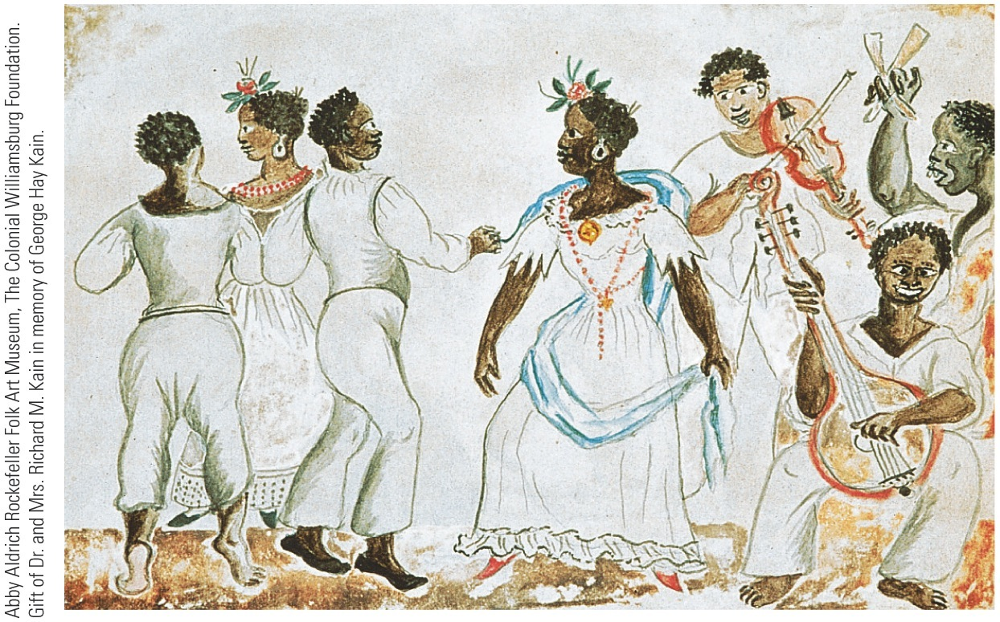 Abby Aldrich Rockefeller Folk Art Museum, The Colonial Williamsburg Foundation.
Gift of Dr. and Mrs. Richard M. Kain in memory of George Hay Kain.